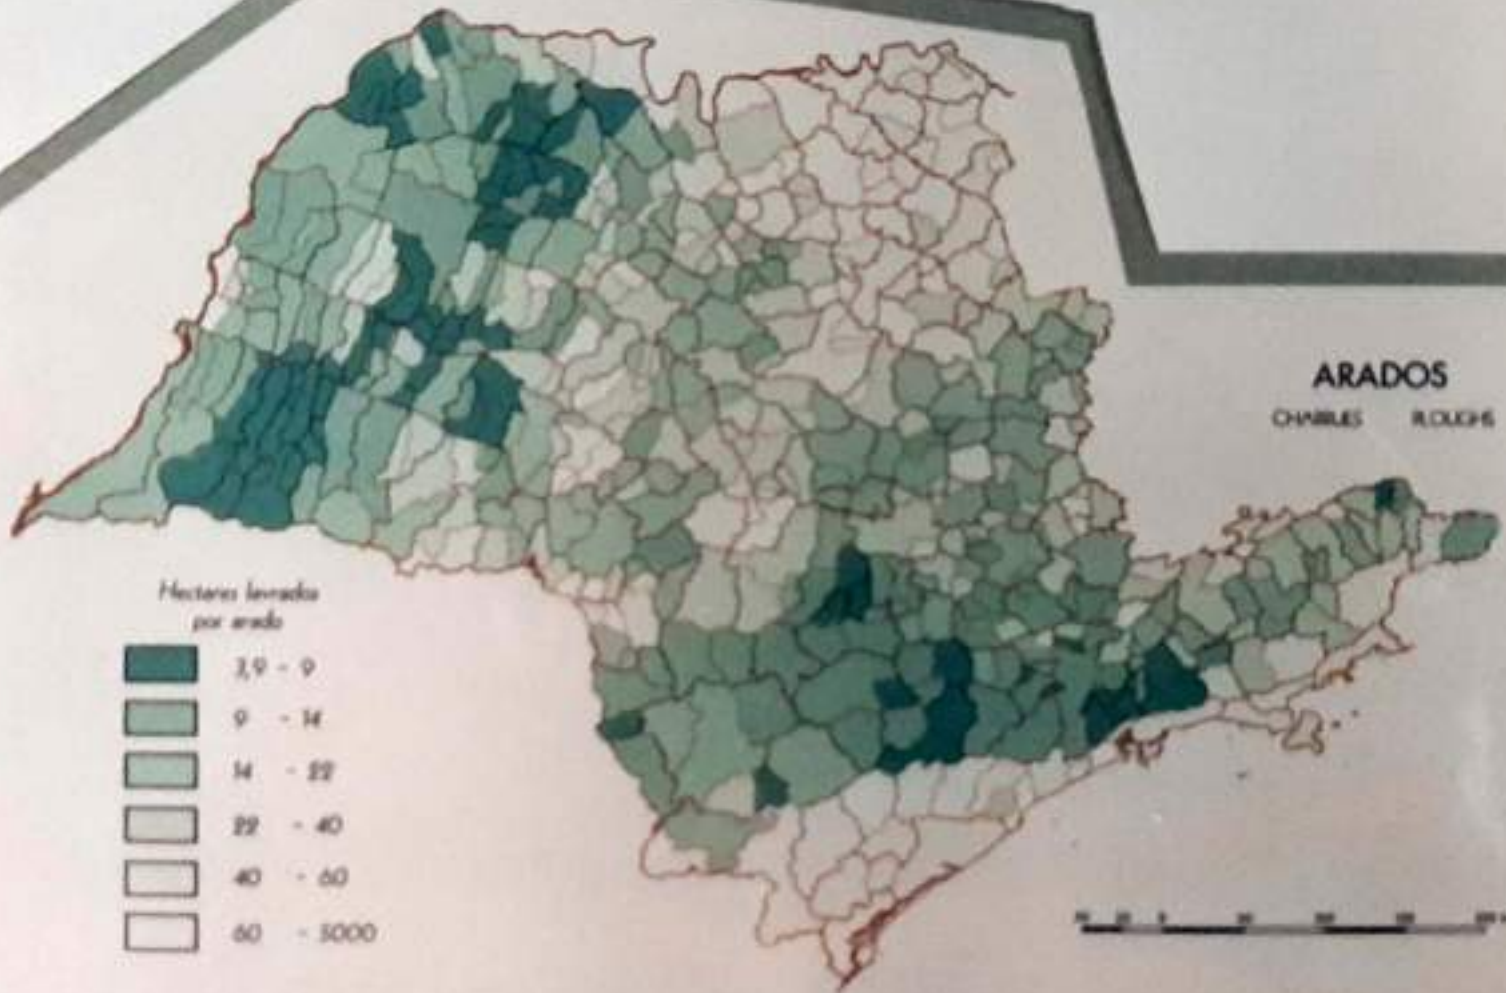 ARADOS
CHARRUES PLOUGHS
Hectares lavrados
por arado
3,9 - 9
9 - 14
14 - 22
22 - 40
40 - 60
60 - 5000